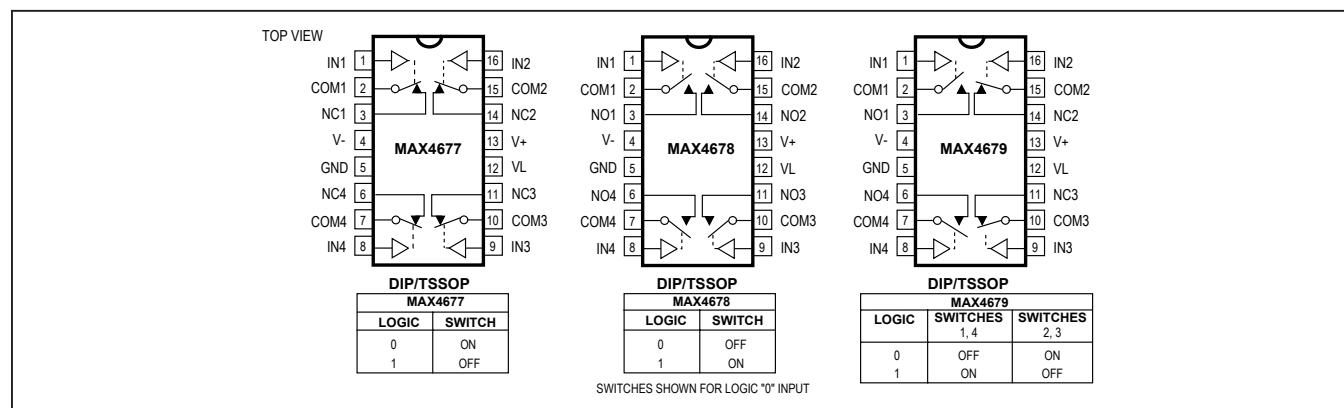 TOP VIEW
IN1 1 16 IN2
COM1 2 15 COM2
NC1 3 14 NC2
V- 4 13 V+
GND 5 12 VL
NC4 6 11 NC3
COM4 7 10 COM3
IN4 8 9 IN3
MAX4677
DIP/TSSOP
MAX4677
LOGIC SWITCH
0 ON
1 OFF
IN1 1 16 IN2
COM1 2 15 COM2
NO1 3 14 NO2
V- 4 13 V+
GND 5 12 VL
NO4 6 11 NO3
COM4 7 10 COM3
IN4 8 9 IN3
MAX4678
DIP/TSSOP
MAX4678
LOGIC SWITCH
0 OFF
1 ON
SWITCHES SHOWN FOR LOGIC "0" INPUT
IN1 1 16 IN2
COM1 2 15 COM2
NO1 3 14 NC2
V- 4 13 V+
GND 5 12 VL
NO4 6 11 NC3
COM4 7 10 COM3
IN4 8 9 IN3
MAX4679
DIP/TSSOP
MAX4679
LOGIC SWITCHES SWITCHES
1, 4 2, 3
0 OFF ON
1 ON OFF